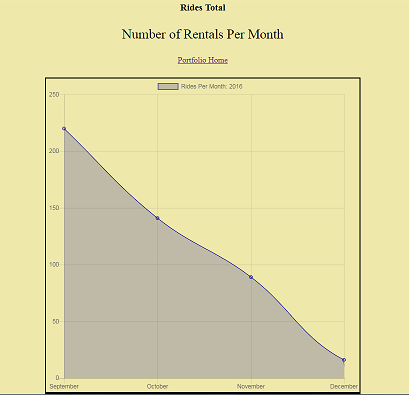 Rides Total
Number of Rentals Per Month
Portfolio Home
Rides Per Month: 2016
250
200
150
100
50
0
September October November December